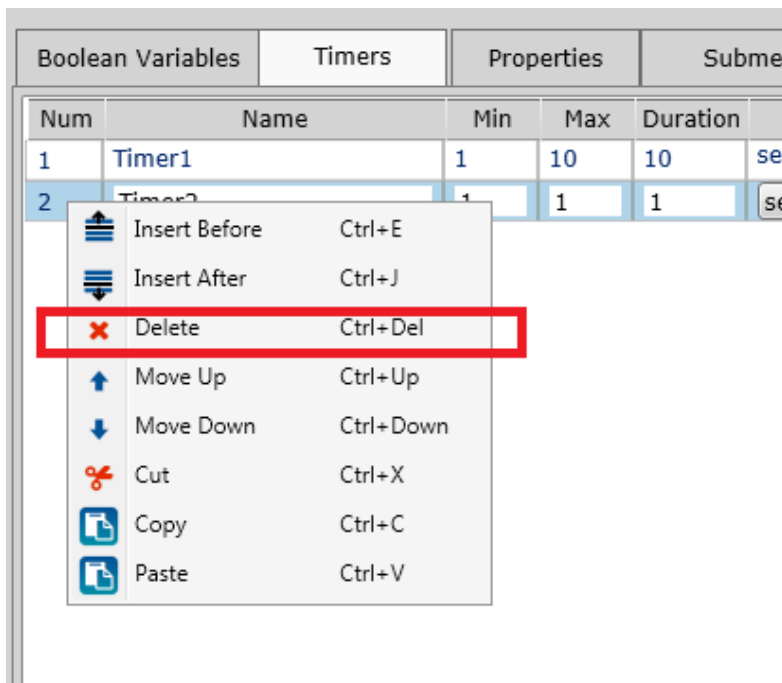 Boolean Variables Timers Properties Subme
Num Name Min Max Duration
1 Timer1 1 10 10 se
2 Timer2 1 1 1 se
Insert Before Ctrl+E
Insert After Ctrl+J
Delete Ctrl+Del
Move Up Ctrl+Up
Move Down Ctrl+Down
Cut Ctrl+X
Copy Ctrl+C
Paste Ctrl+V